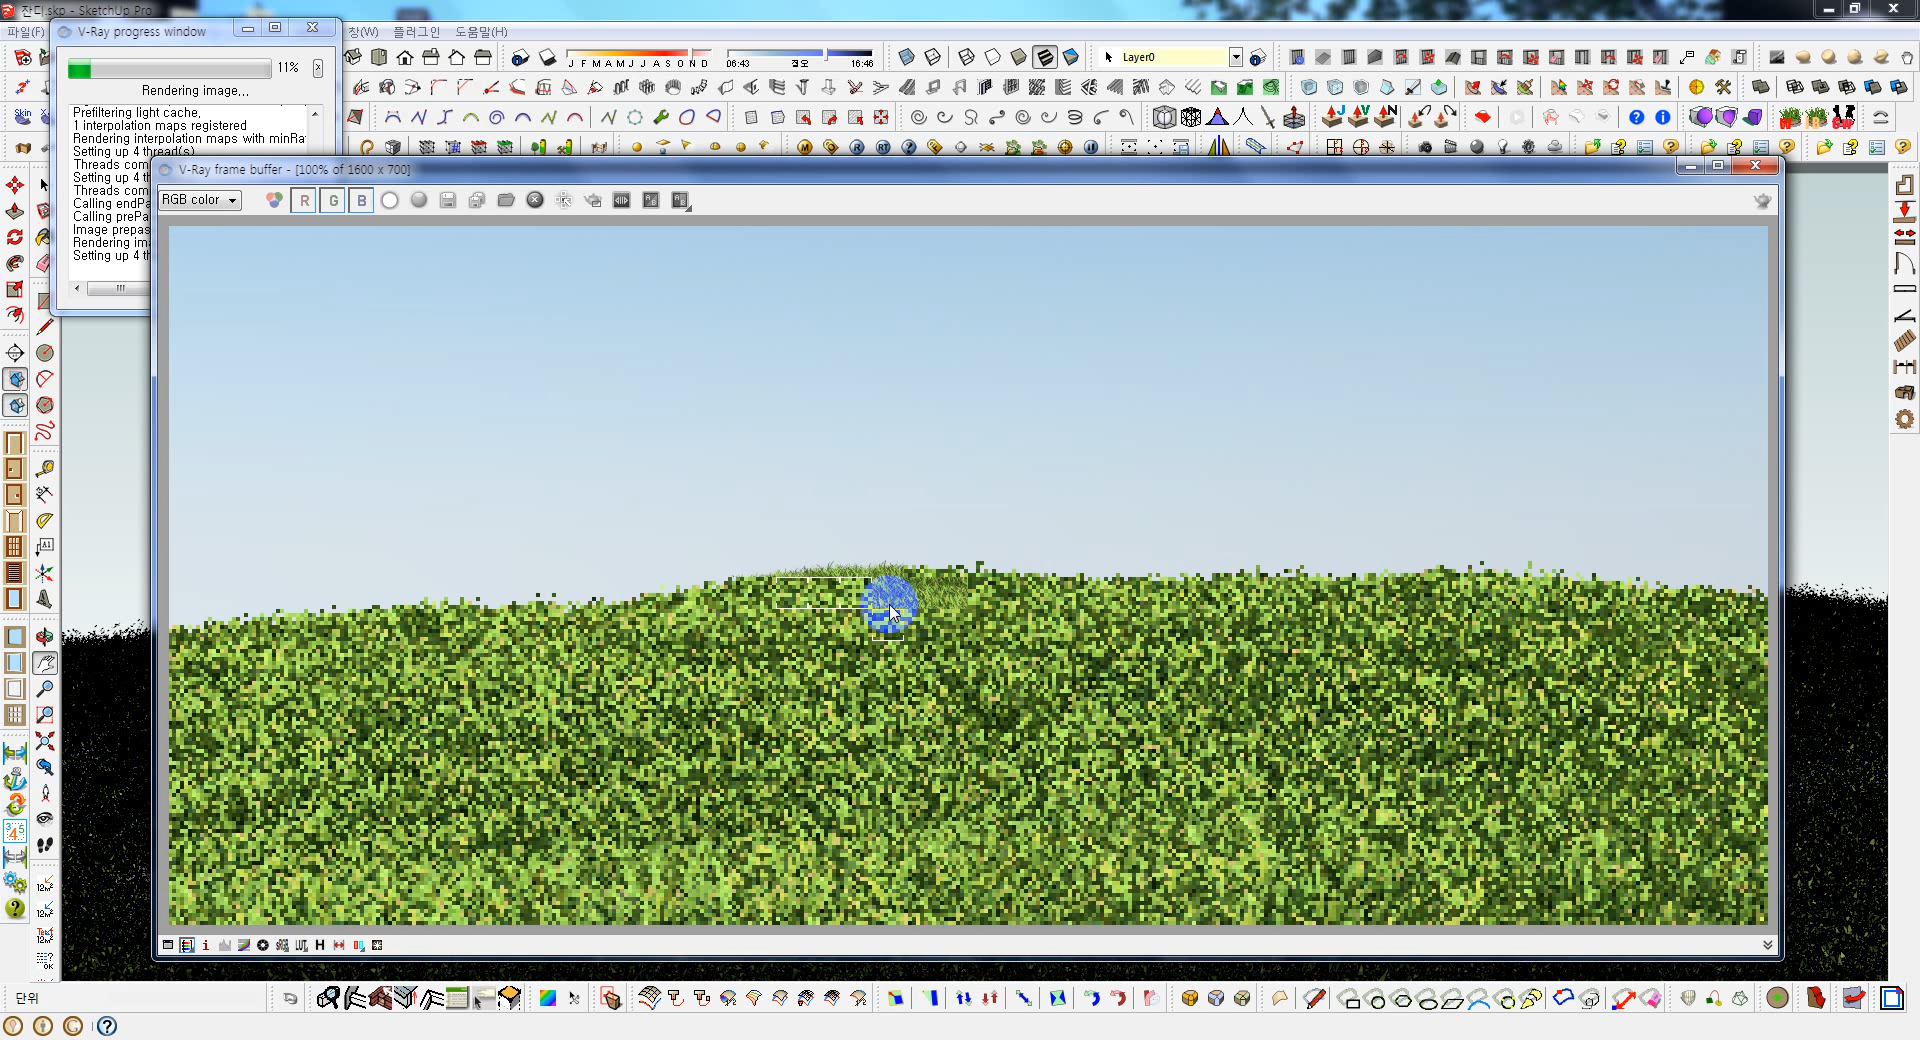 잔디.skp - SketchUp Pro
파일(F)
창(W)
플러그인
도움말(H)
V-Ray progress window
11%
Rendering image...
Prefiltering light cache,
1 interpolation maps registered
Rendering interpolation maps with minRa
Setting up 4 thread(s)
Threads com
Setting up 4 th
Threads com
Calling endPa
Calling prePa
Image prepas
Rendering ima
Setting up 4 th
J F M A M J J A S O N D
06:43
정오
16:46
Layer0
Skin
V-Ray frame buffer - [100% of 1600 x 700]
RGB color
R
G
B
단위